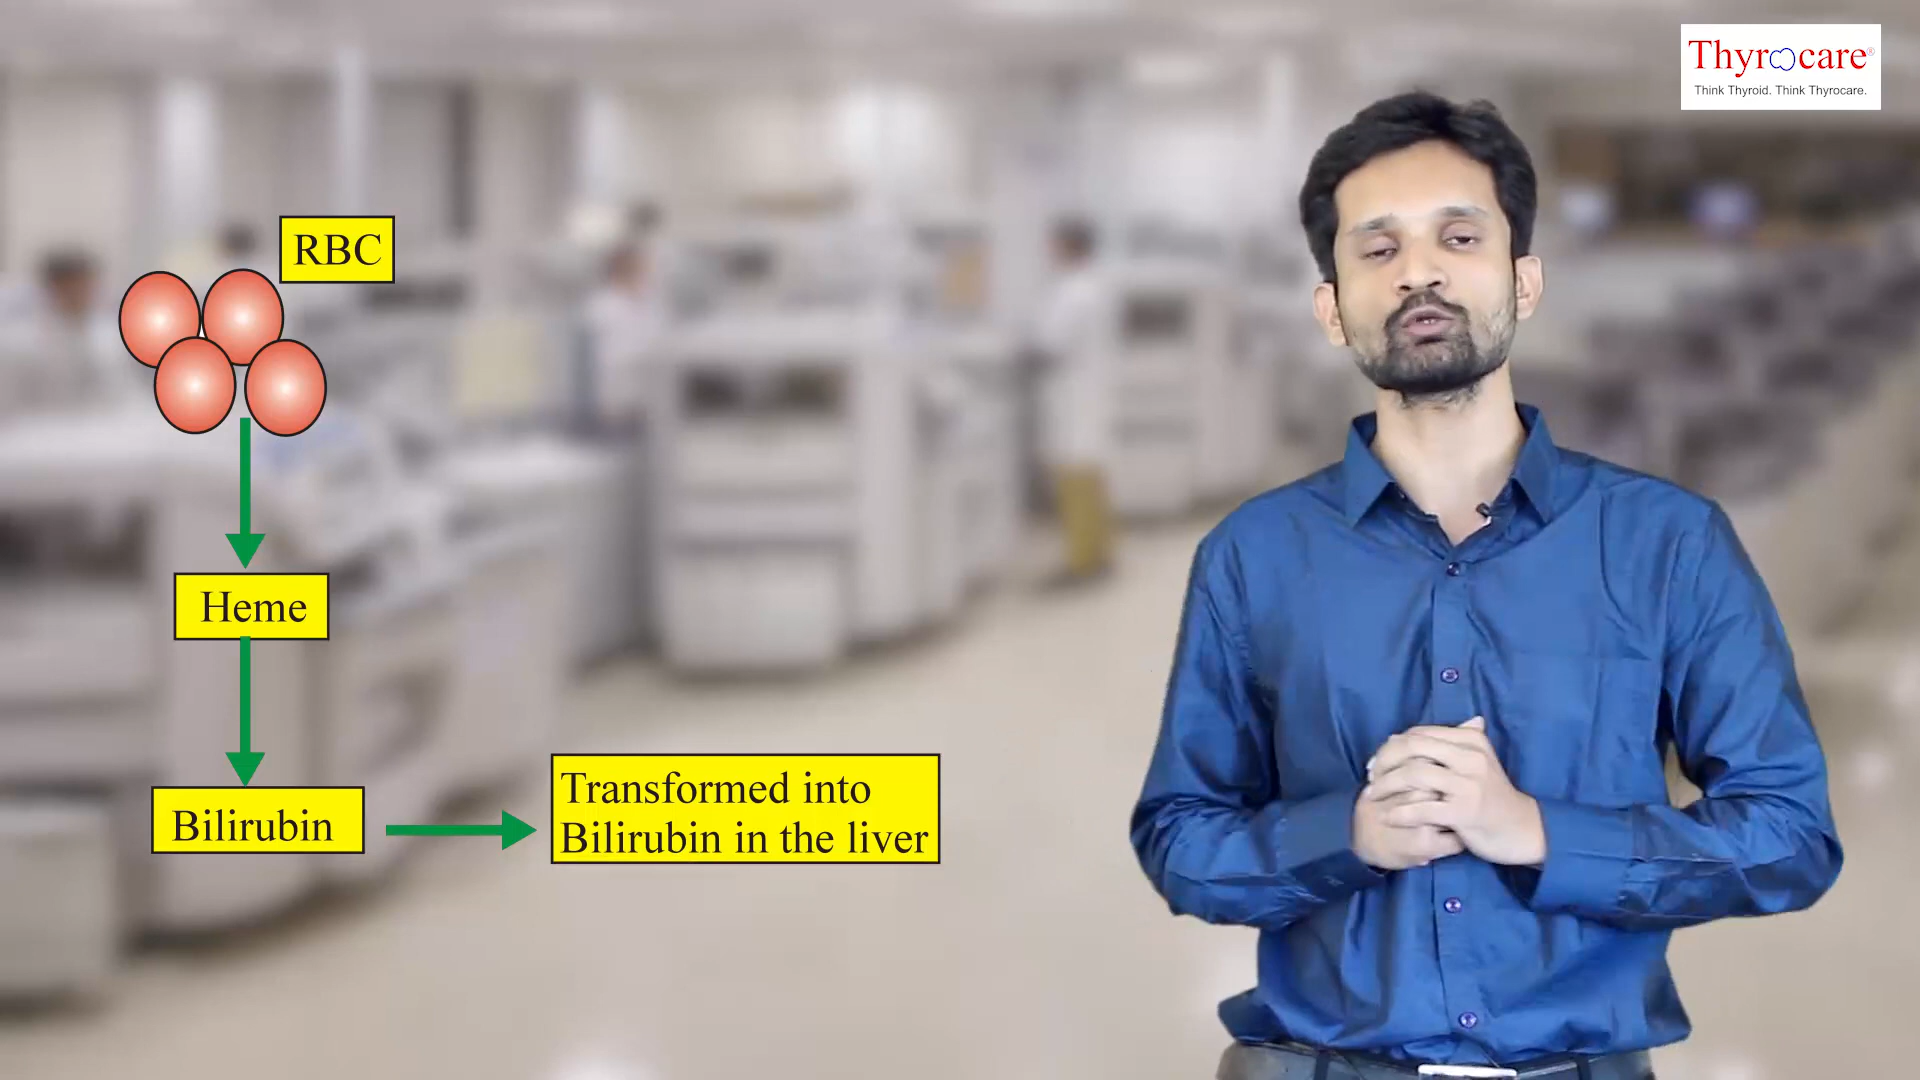 Thyrocare®
Think Thyroid. Think Thyrocare.
RBC
Heme
Bilirubin
Transformed into
Bilirubin in the liver